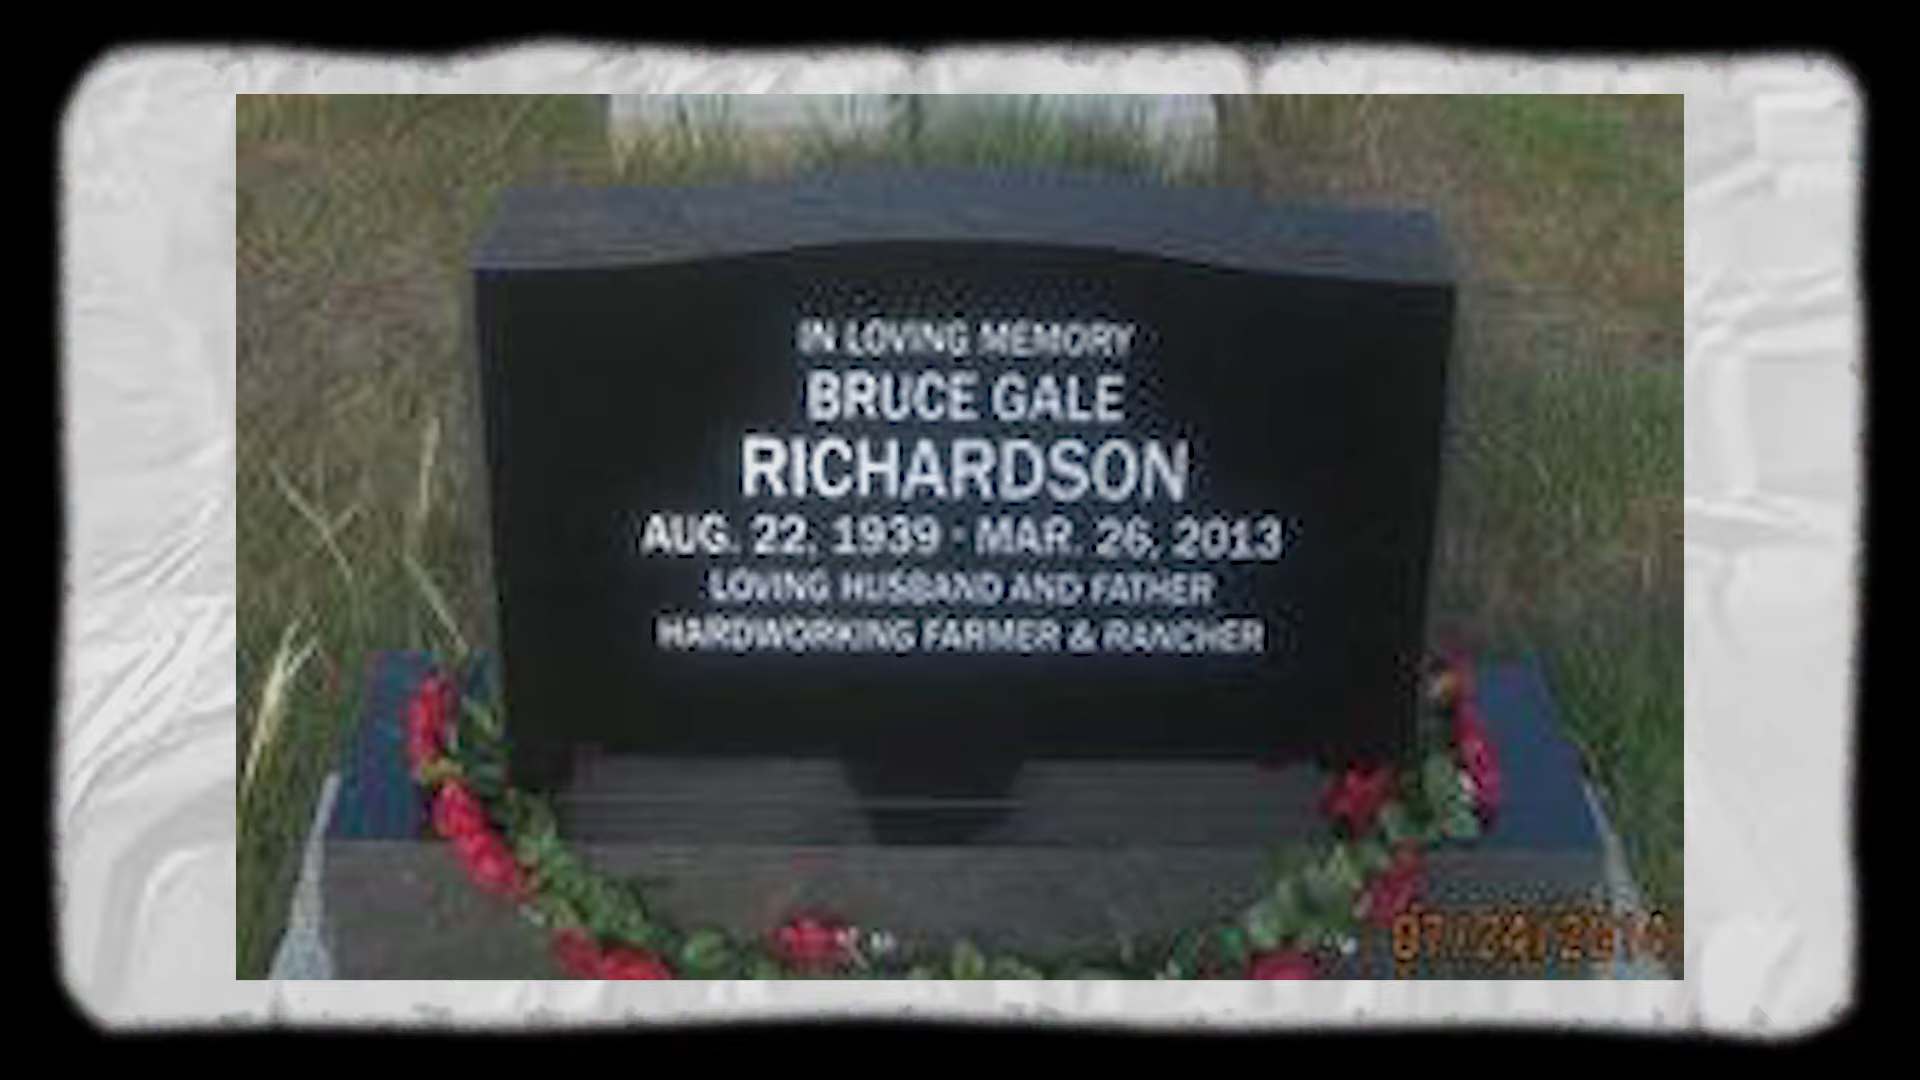 IN LOVING MEMORY
BRUCE GALE
RICHARDSON
AUG. 22, 1939 · MAR. 26, 2013
LOVING HUSBAND AND FATHER
HARDWORKING FARMER & RANCHER